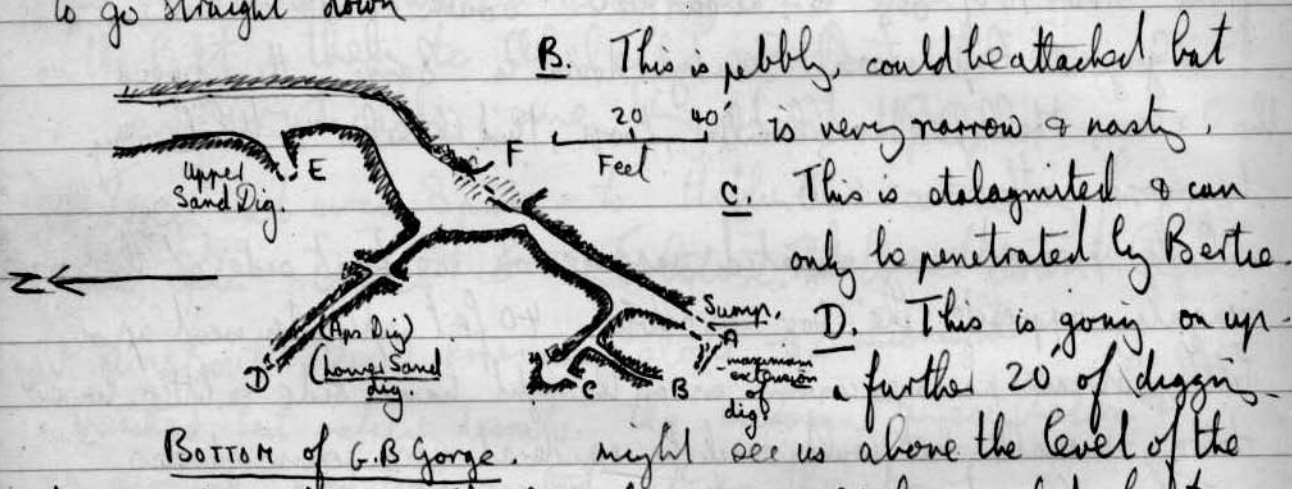 to go straight down
B. This is pebbly, could be attacked but
20 40'
Feet
is very narrow & nasty.
F
E
Upper
Sand Dig.
C. This is stalagmited & can
only be penetrated by Bertie.
N
Sump.
A
D. This is going on up -
(Aps. Dig)
(Lower Sand
dig.
D
C
B
maximum
extension
of
dig
a further 20' of digging
BOTTOM of G.B Gorge.
might see us above the level of the